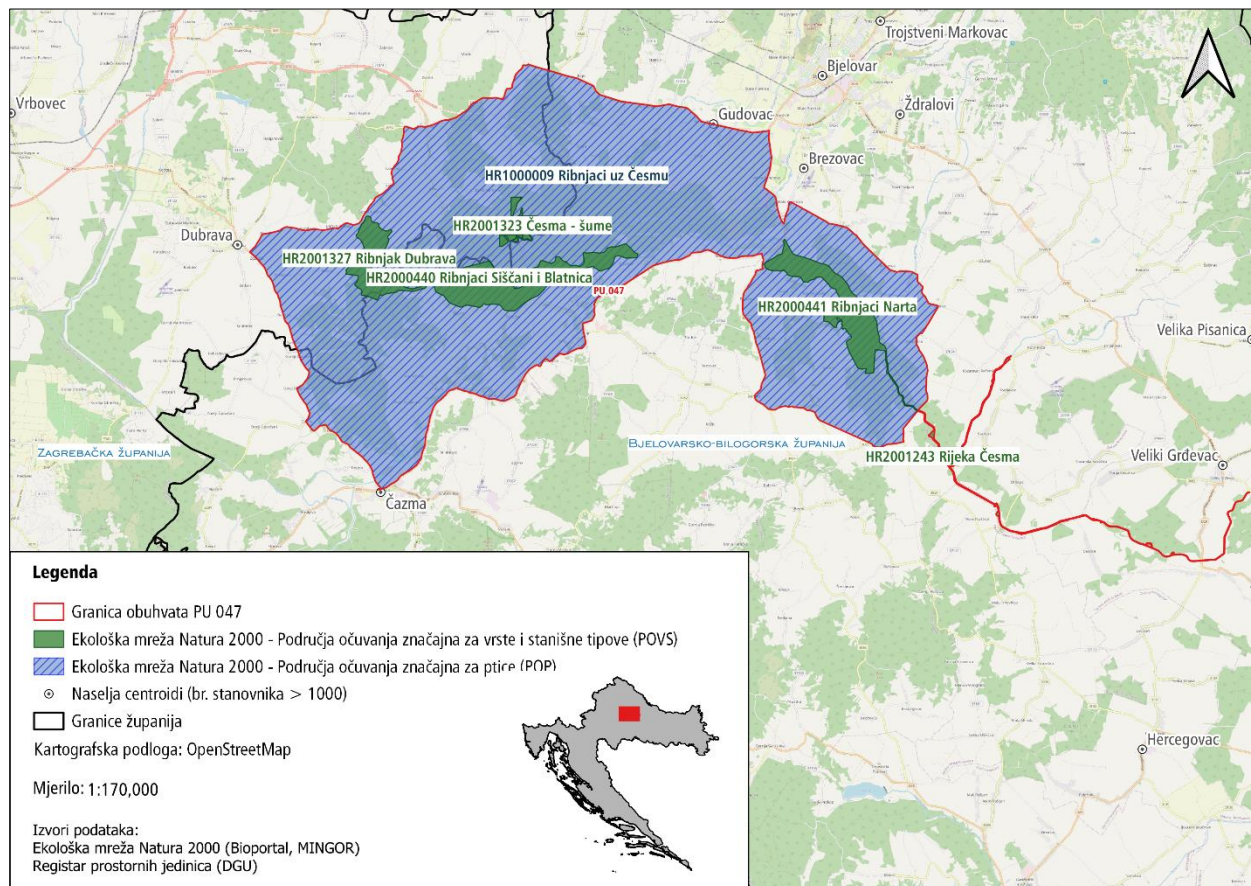 Trojstveni Markovac
Bjelovar
Vrbovec
Ždralovi
Gudovac
Brezovac
HR1000009 Ribnjaci uz Česmu
HR2001323 Česma - šume
Dubrava
HR2001327 Ribnjak Dubrava
HR2000440 Ribnjaci Siščani i Blatnica
PU 047
HR2000441 Ribnjaci Narta
Velika Pisanica
ZAGREBAČKA ŽUPANIJA
BJELOVARSKO-BILOGORSKA ŽUPANIJA
HR2001243 Rijeka Česma
Veliki Grđevac
Čazma
Hercegovac
Legenda
Granica obuhvata PU 047
Ekološka mreža Natura 2000 - Područja očuvanja značajna za vrste i stanišne tipove (POVS)
Ekološka mreža Natura 2000 - Područja očuvanja značajna za ptice (POP)
Naselja centroidi (br. stanovnika > 1000)
Granice županija
Kartografska podloga: OpenStreetMap
Mjerilo: 1:170,000
Izvori podataka:
Ekološka mreža Natura 2000 (Bioportal, MINGOR)
Registar prostornih jedinica (DGU)